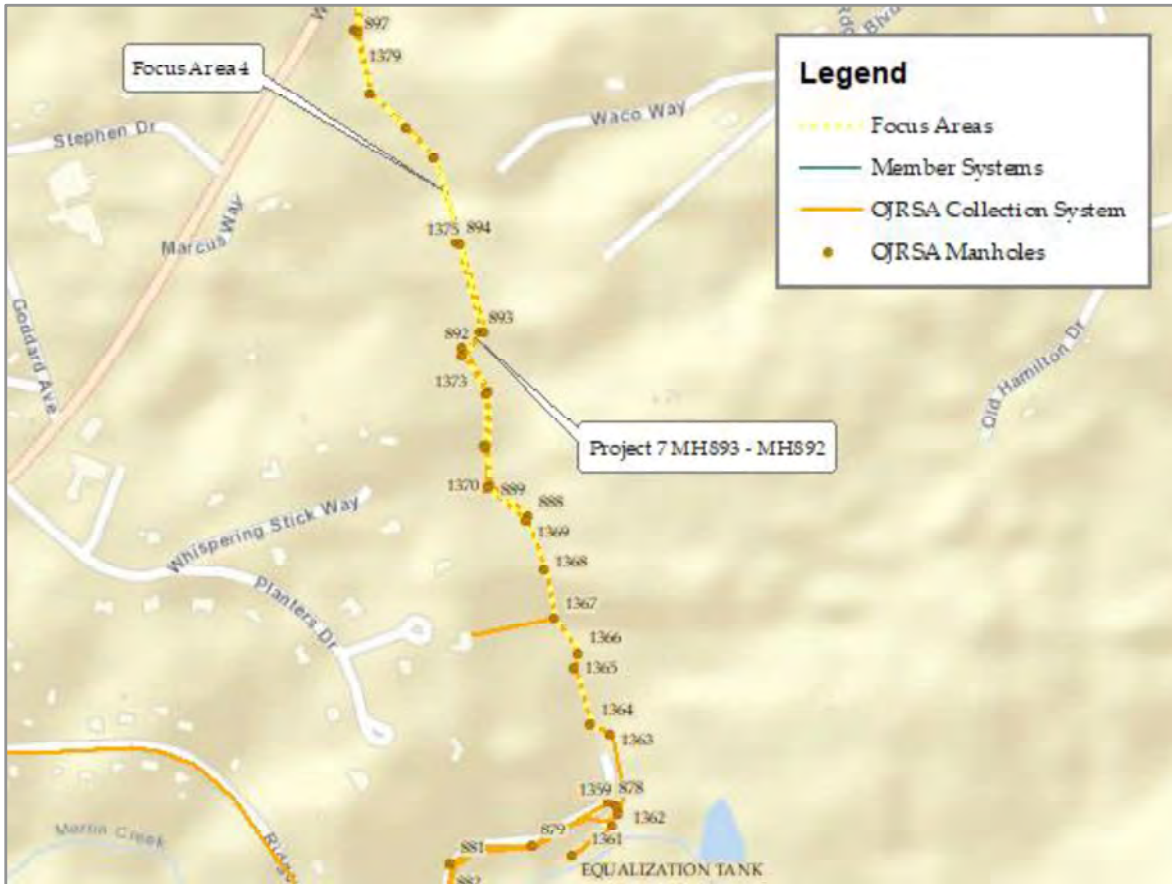 897
1379
Focus Area 4
Legend
Focus Areas
Member Systems
OJRSA Collection System
OJRSA Manholes
Blvd
Waco Way
Stephen Dr
Marcus Way
1375 894
Goddard Ave
893
892
1373
Old Hamilton Dr
Project 7 MH893 - MH892
1370 889
888
1369
Whispering Stick Way
1368
Planters Dr
1367
1366
1365
1364
1363
1359 878
1362
879
1361
881
Martin Creek
EQUALIZATION TANK
882